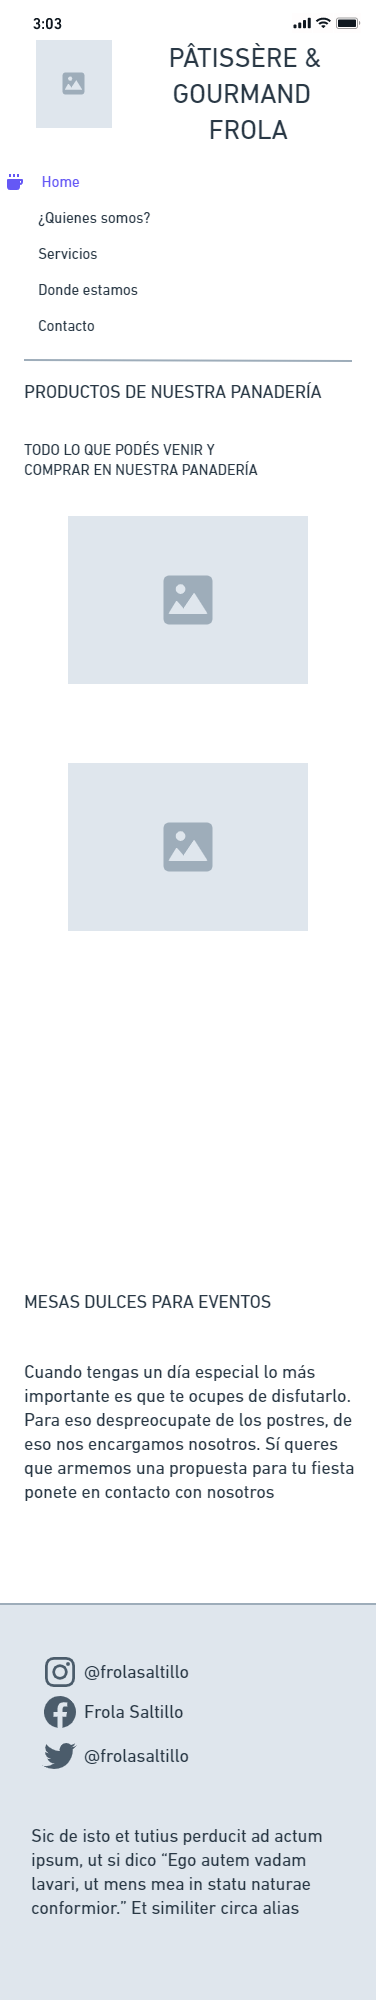 3:03
PÂTISSÈRE &
GOURMAND
FROLA
Home
¿Quienes somos?
Servicios
Donde estamos
Contacto
PRODUCTOS DE NUESTRA PANADERÍA
TODO LO QUE PODÉS VENIR Y
COMPRAR EN NUESTRA PANADERÍA
MESAS DULCES PARA EVENTOS
Cuando tengas un día especial lo más
importante es que te ocupes de disfutarlo.
Para eso despreocupate de los postres, de
eso nos encargamos nosotros. Sí queres
que armemos una propuesta para tu fiesta
ponete en contacto con nosotros
@frolasaltillo
Frola Saltillo
@frolasaltillo
Sic de isto et tutius perducit ad actum
ipsum, ut si dico “Ego autem vadam
lavari, ut mens mea in statu naturae
conformior.” Et similiter circa alias